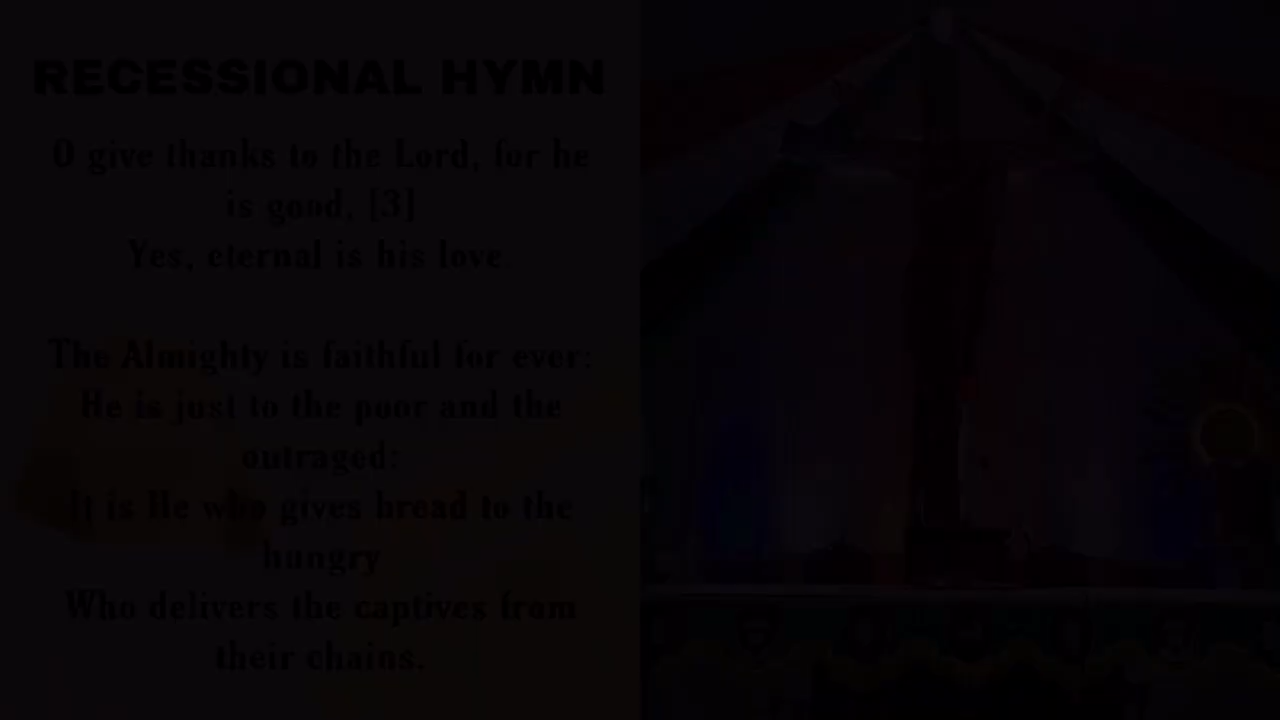 RECESSIONAL HYMN
O give thanks to the Lord, for he
is good, [3]
Yes, eternal is his love
The Almighty is faithful for ever:
He is just to the poor and the
outraged:
It is He who gives bread to the
hungry
Who delivers the captives from
their chains.